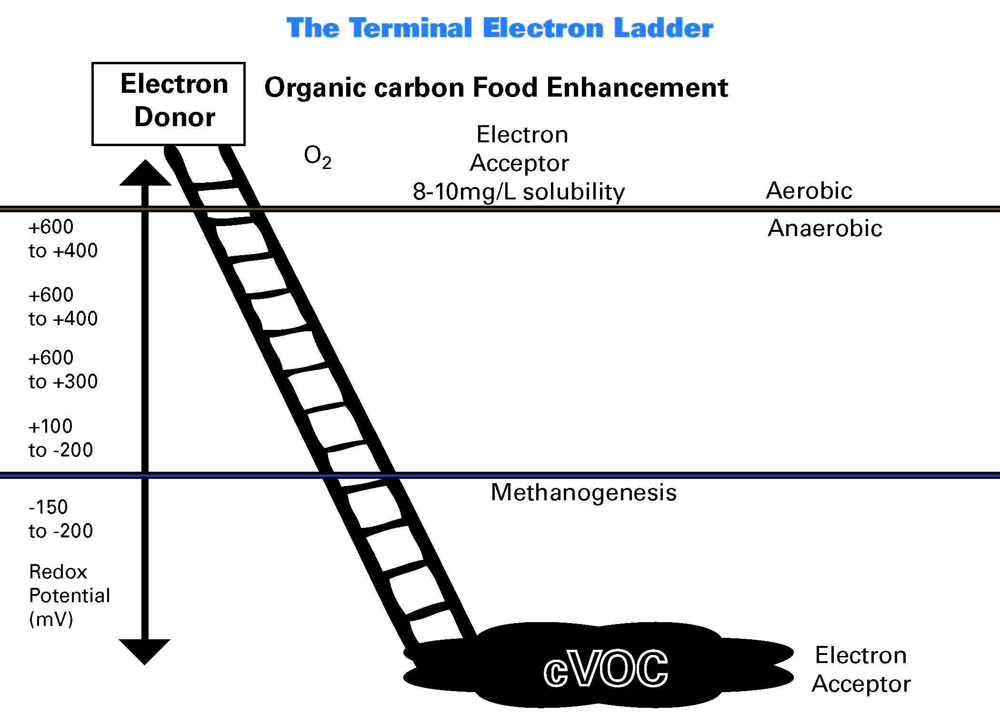 The Terminal Electron Ladder
Electron
Donor
Organic carbon Food Enhancement
O₂
Electron
Acceptor
8-10mg/L solubility
Aerobic
Anaerobic
+600
to +400
+600
to +400
+600
to +300
+100
to -200
Methanogenesis
-150
to -200
Redox
Potential
(mV)
cVOC
Electron
Acceptor